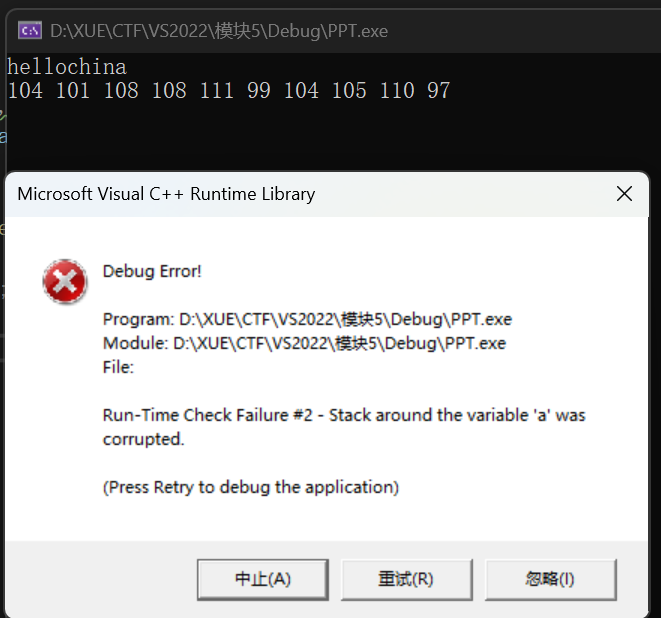 D:\XUE\CTF\VS2022\模块5\Debug\PPT.exe
hellochina
104 101 108 108 111 99 104 105 110 97
Microsoft Visual C++ Runtime Library
Debug Error!
Program: D:\XUE\CTF\VS2022\模块5\Debug\PPT.exe
Module: D:\XUE\CTF\VS2022\模块5\Debug\PPT.exe
File:
Run-Time Check Failure #2 - Stack around the variable 'a' was
corrupted.
(Press Retry to debug the application)
中止(A) 重试(R) 忽略(I)